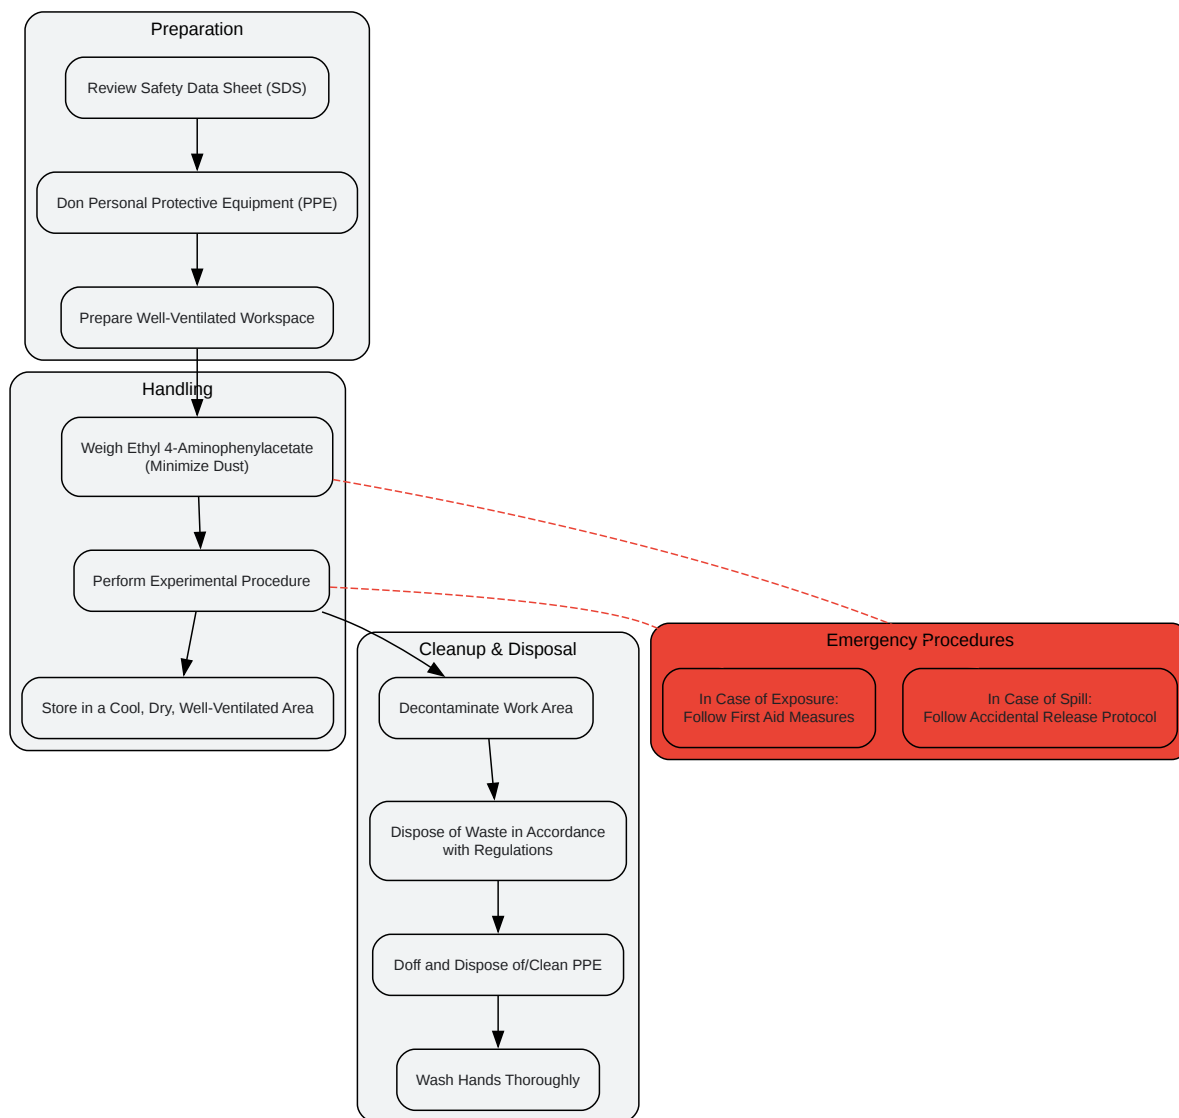 Preparation
Review Safety Data Sheet (SDS)
Don Personal Protective Equipment (PPE)
Prepare Well-Ventilated Workspace
Handling
Weigh Ethyl 4-Aminophenylacetate
(Minimize Dust)
Perform Experimental Procedure
Store in a Cool, Dry, Well-Ventilated Area
Cleanup & Disposal
Decontaminate Work Area
Dispose of Waste in Accordance
with Regulations
Doff and Dispose of/Clean PPE
Wash Hands Thoroughly
Emergency Procedures
In Case of Exposure:
Follow First Aid Measures
In Case of Spill:
Follow Accidental Release Protocol